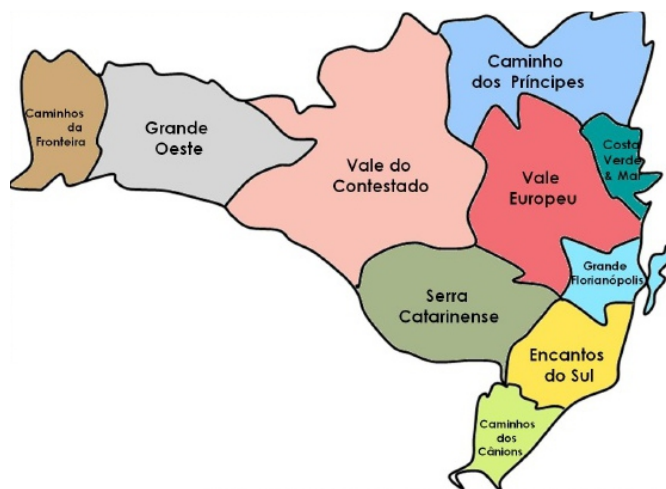 Caminho
dos Príncipes
Caminhos
da
Fronteira
Grande
Oeste
Vale do
Contestado
Vale
Europeu
Costa
Verde
& Mar
Grande
Florianópolis
Serra
Catarinense
Encantos
do Sul
Caminhos
dos
Cânions